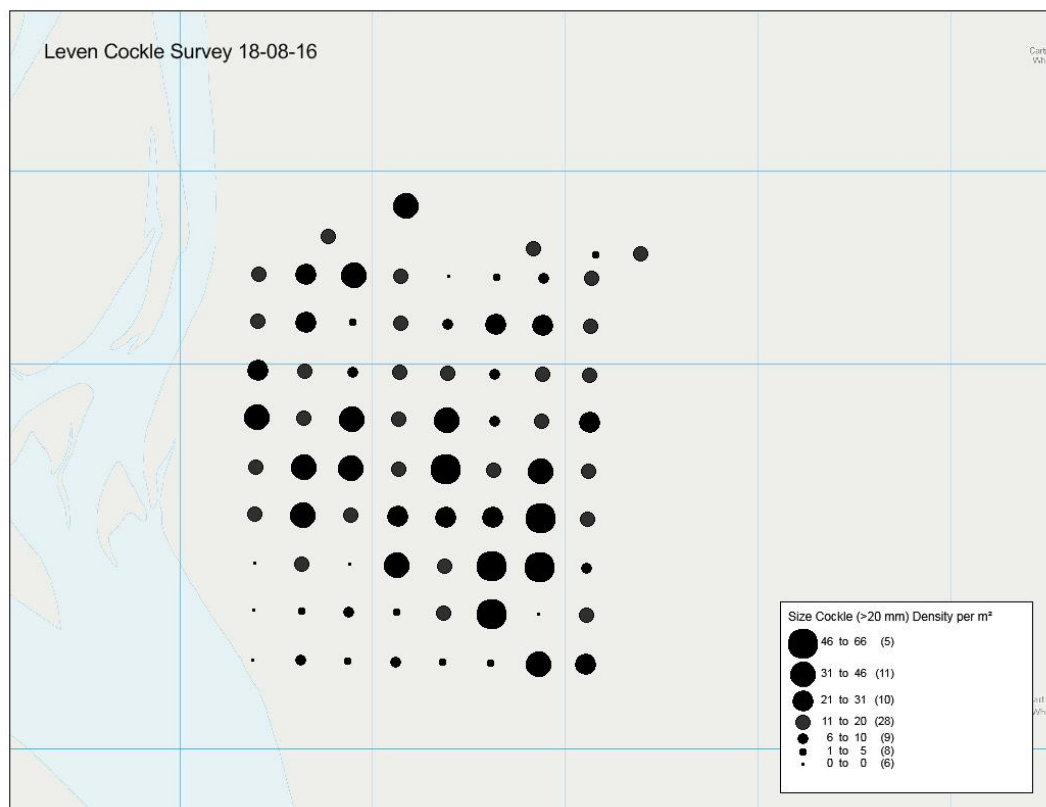 Leven Cockle Survey 18-08-16
Size Cockle (>20 mm) Density per m²
46 to 66 (5)
31 to 46 (11)
21 to 31 (10)
11 to 20 (28)
6 to 10 (9)
1 to 5 (8)
0 to 0 (6)